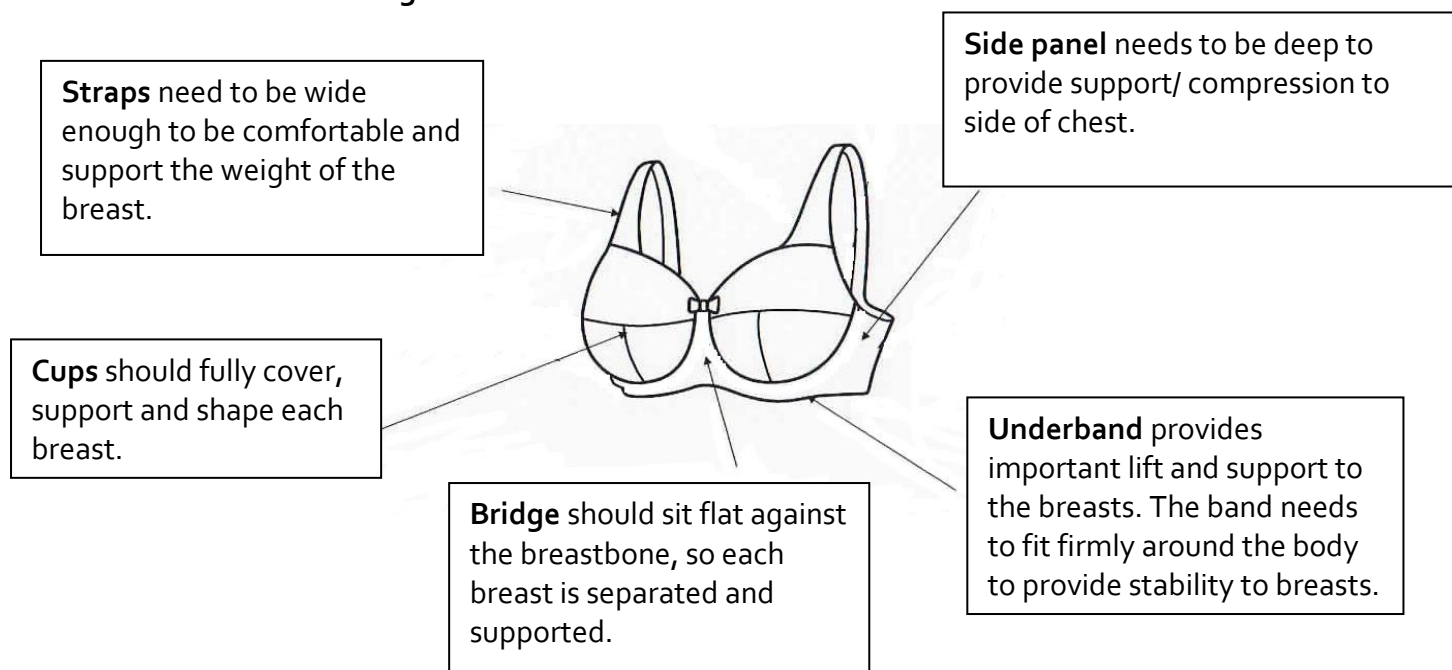 Side panel needs to be deep to
provide support/ compression to
side of chest.
Straps need to be wide
enough to be comfortable and
support the weight of the
breast.
Cups should fully cover,
support and shape each
breast.
Underband provides
important lift and support to
the breasts. The band needs
to fit firmly around the body
to provide stability to breasts.
Bridge should sit flat against
the breastbone, so each
breast is separated and
supported.